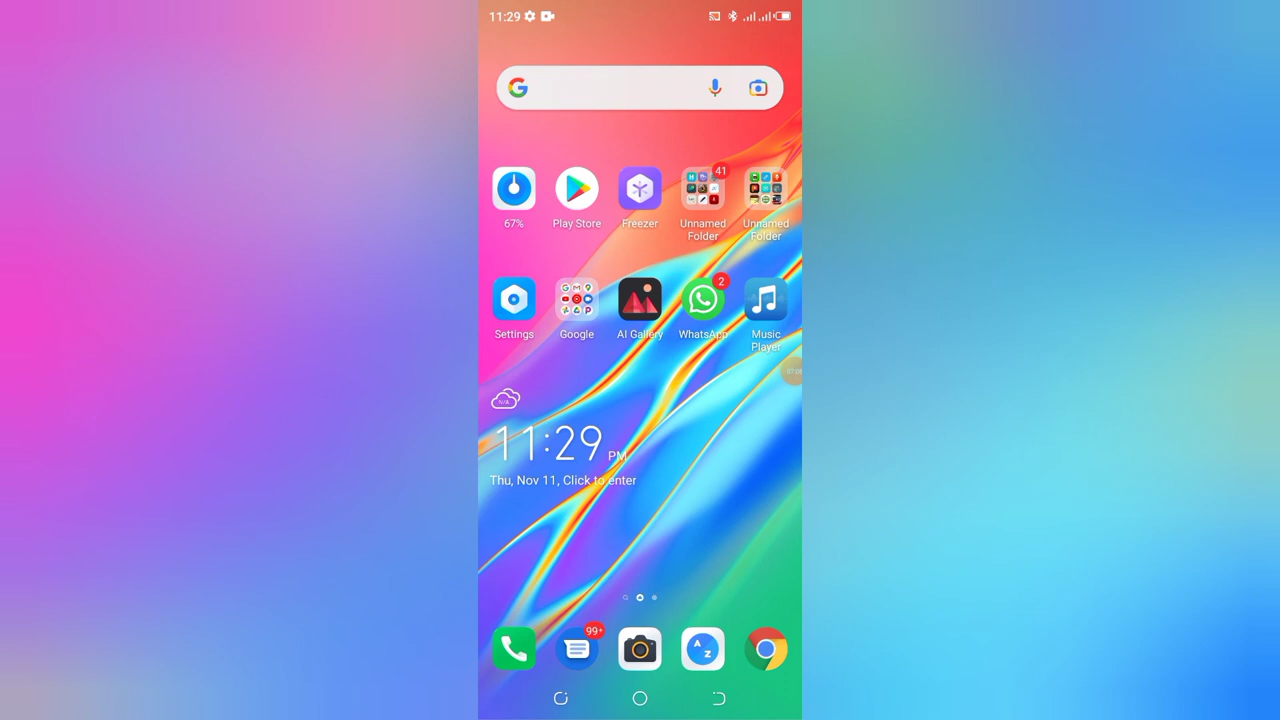 11:29
67%
Play Store
Freezer
Unnamed
Folder
41
Unnamed
Folder
Settings
Google
AI Gallery
WhatsApp
2
Music
Player
N/A
11:29 PM
Thu, Nov 11, Click to enter
99+
A
Z